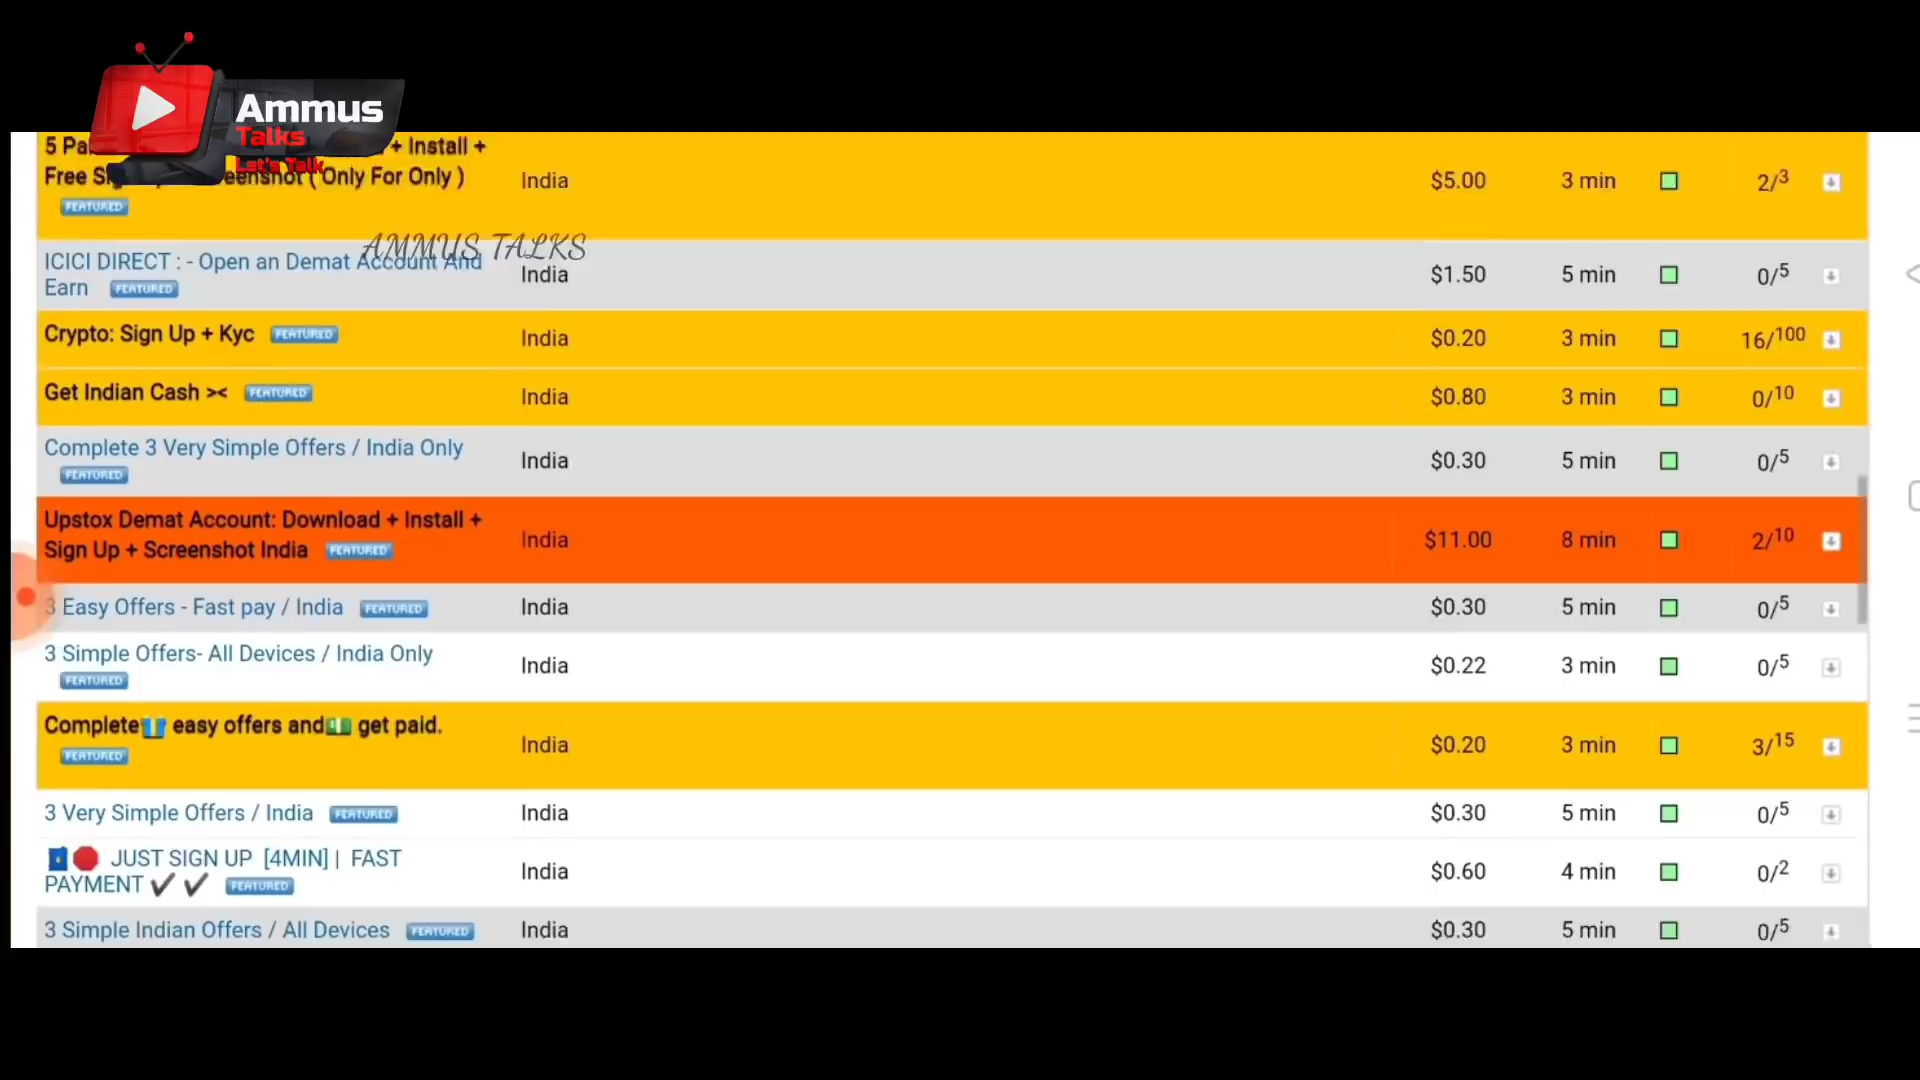 Ammus
Talks
Let's Talk
5 Pa + Install +
Free S eenshot ( Only For Only )
FEATURED
India $5.00 3 min 2/3
AMMUS TALKS
ICICI DIRECT : - Open an Demat Account And
Earn FEATURED
India $1.50 5 min 0/5
Crypto: Sign Up + Kyc FEATURED India $0.20 3 min 16/100
Get Indian Cash >< FEATURED India $0.80 3 min 0/10
Complete 3 Very Simple Offers / India Only
FEATURED
India $0.30 5 min 0/5
Upstox Demat Account: Download + Install +
Sign Up + Screenshot India FEATURED
India $11.00 8 min 2/10
3 Easy Offers - Fast pay / India FEATURED India $0.30 5 min 0/5
3 Simple Offers- All Devices / India Only
FEATURED
India $0.22 3 min 0/5
Complete easy offers and get paid.
FEATURED
India $0.20 3 min 3/15
3 Very Simple Offers / India FEATURED India $0.30 5 min 0/5
JUST SIGN UP [4MIN] | FAST
PAYMENT ✔ ✔ FEATURED
India $0.60 4 min 0/2
3 Simple Indian Offers / All Devices FEATURED India $0.30 5 min 0/5